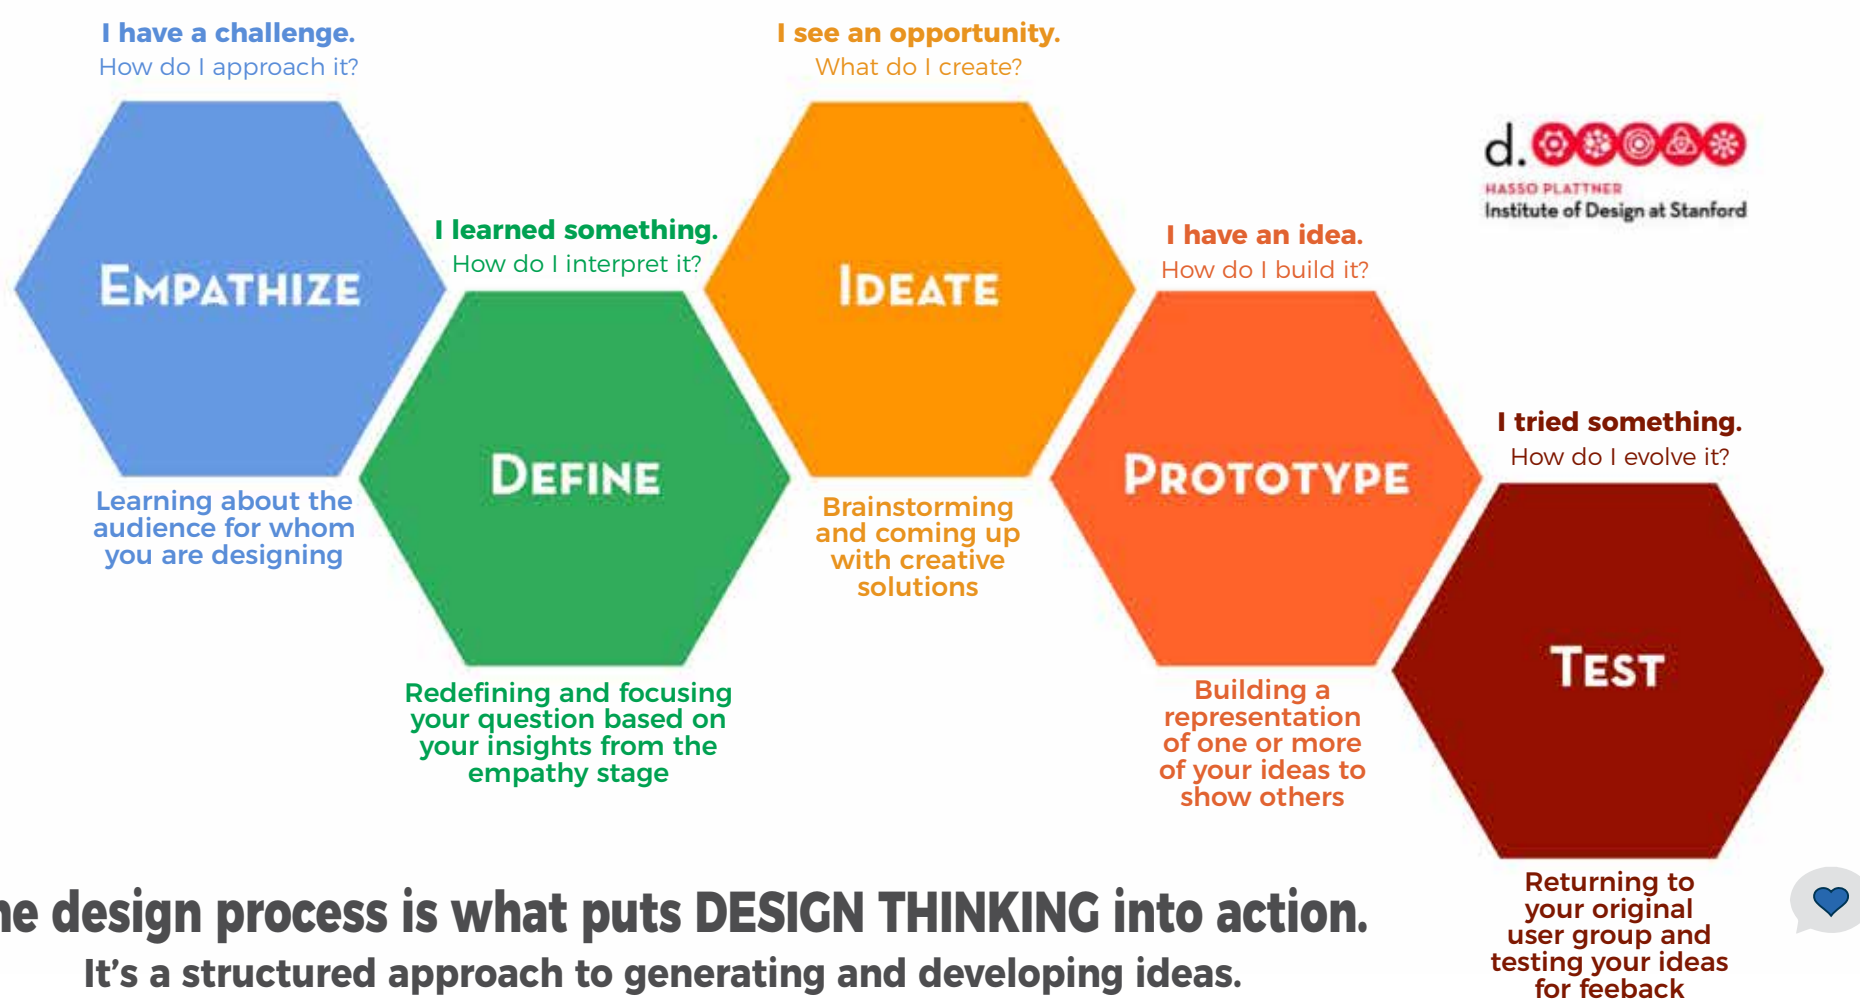 I have a challenge.
How do I approach it?
EMPATHIZE
Learning about the
audience for whom
you are designing
I learned something.
How do I interpret it?
DEFINE
Redefining and focusing
your question based on
your insights from the
empathy stage
I see an opportunity.
What do I create?
IDEATE
Brainstorming
and coming up
with creative
solutions
I have an idea.
How do I build it?
PROTOTYPE
Building a
representation
of one or more
of your ideas to
show others
d.
HASSO PLATTNER
Institute of Design at Stanford
I tried something.
How do I evolve it?
TEST
Returning to
your original
user group and
testing your ideas
for feeback
he design process is what puts DESIGN THINKING into action.
It's a structured approach to generating and developing ideas.